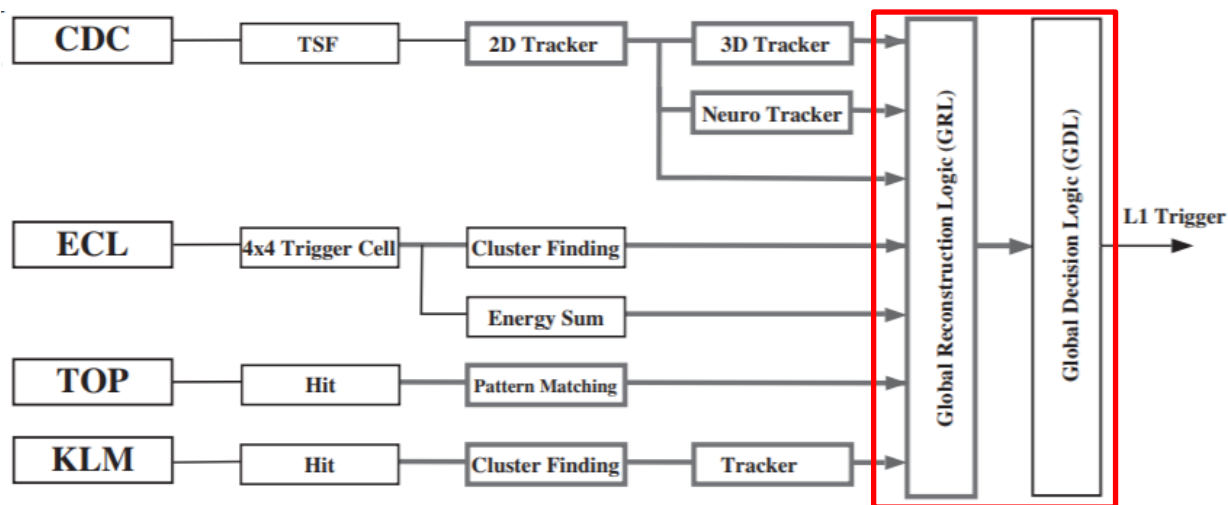 CDC
TSF
2D Tracker
3D Tracker
Neuro Tracker
ECL
4x4 Trigger Cell
Cluster Finding
Energy Sum
TOP
Hit
Pattern Matching
KLM
Hit
Cluster Finding
Tracker
Global Reconstruction Logic (GRL)
Global Decision Logic (GDL)
L1 Trigger